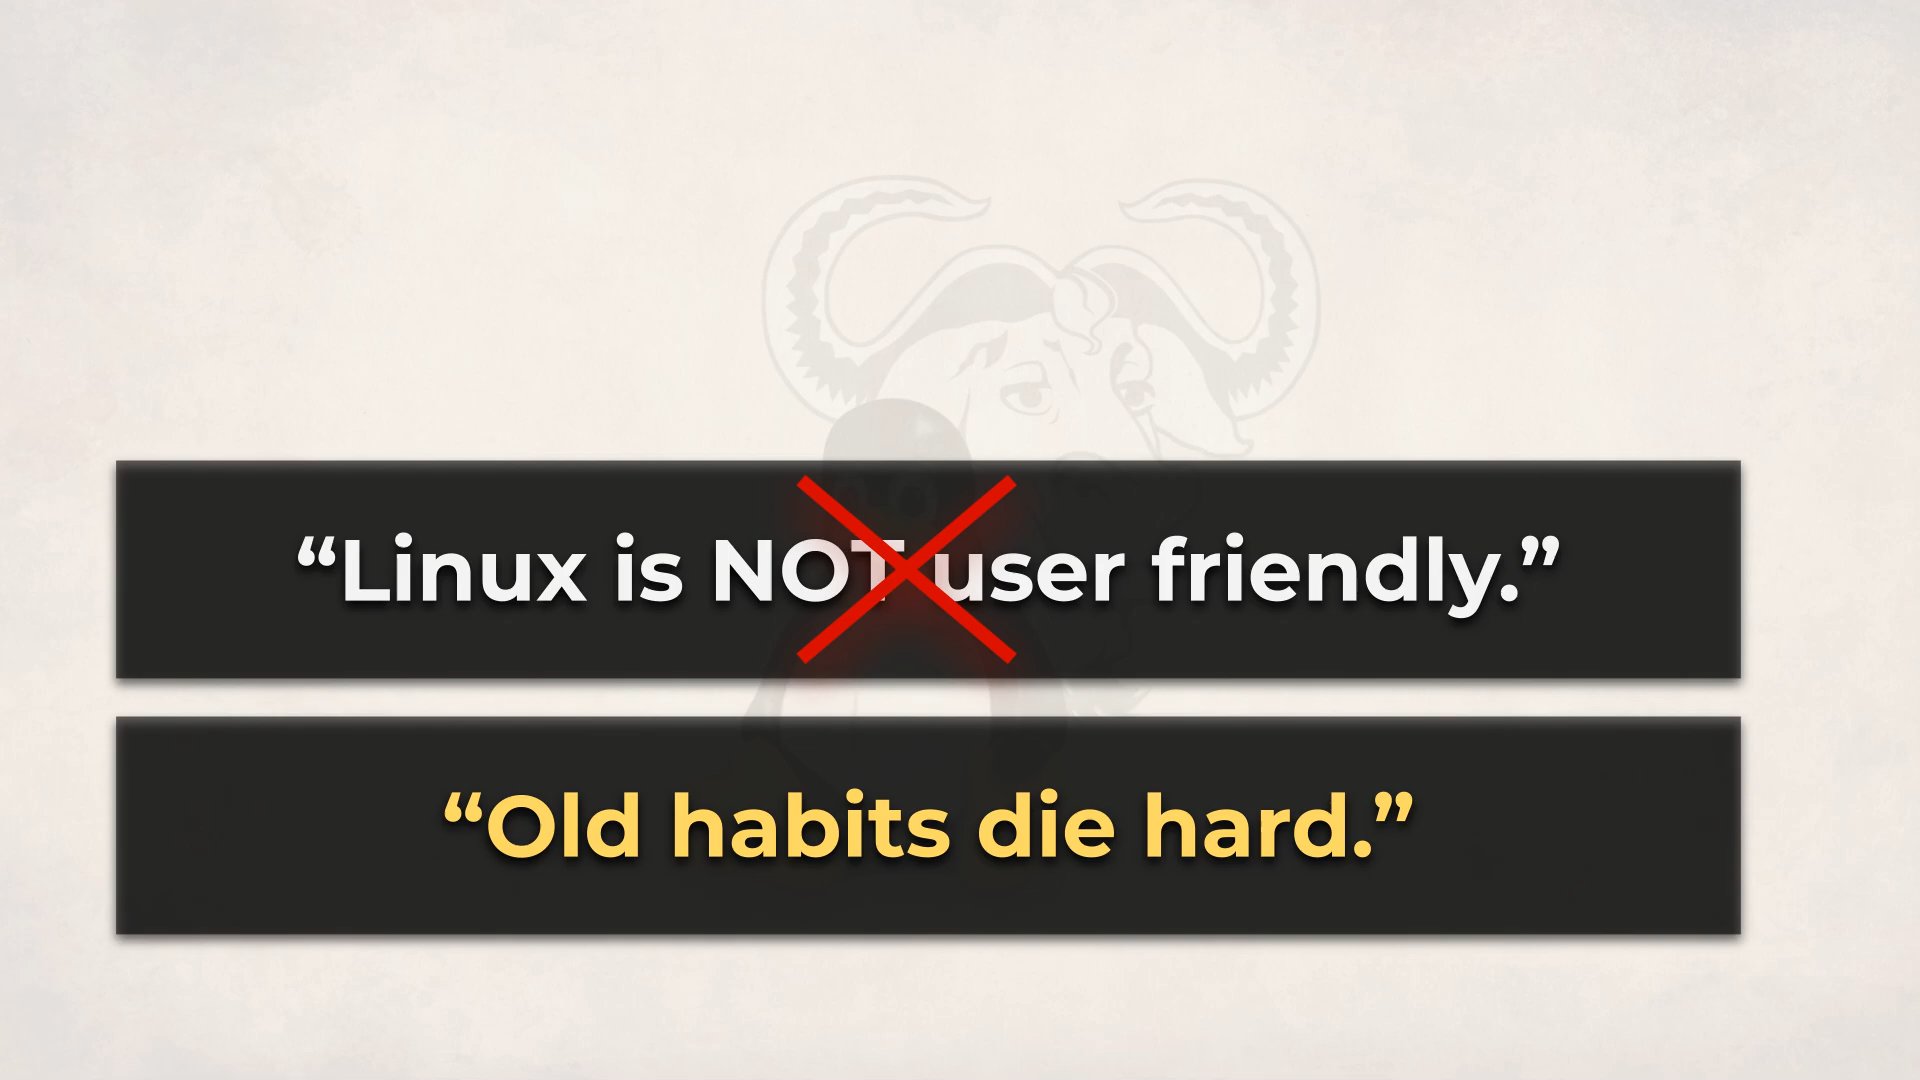 “Linux is NOT user friendly.”
“Old habits die hard.”